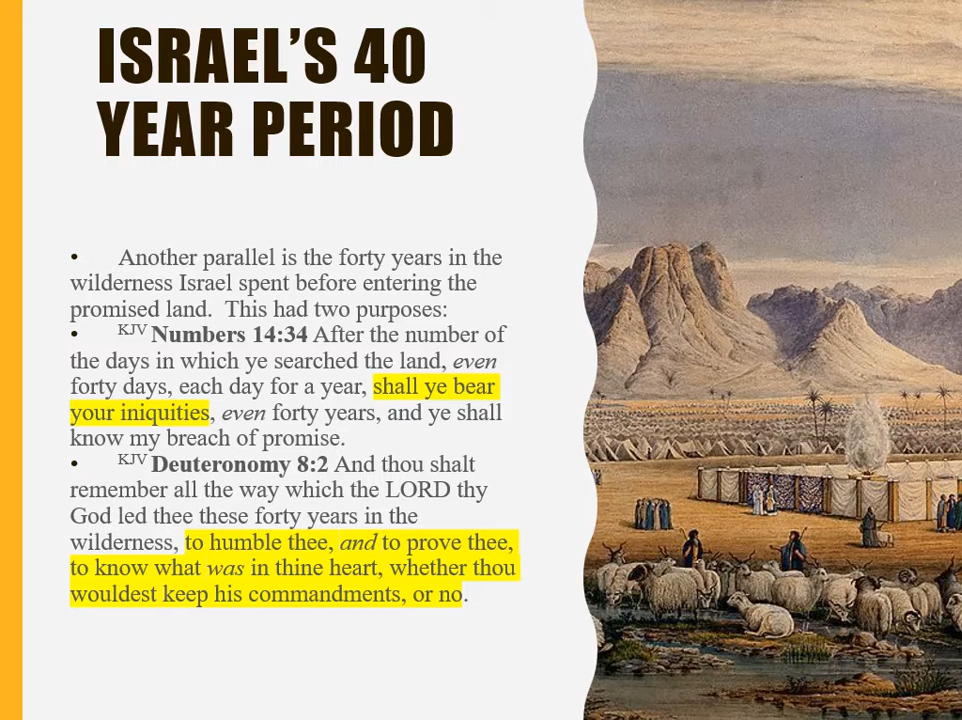 ISRAEL'S 40
YEAR PERIOD
• Another parallel is the forty years in the
wilderness Israel spent before entering the
promised land.  This had two purposes:
• KJV Numbers 14:34 After the number of
the days in which ye searched the land, even
forty days, each day for a year, shall ye bear
your iniquities, even forty years, and ye shall
know my breach of promise.
• KJV Deuteronomy 8:2 And thou shalt
remember all the way which the LORD thy
God led thee these forty years in the
wilderness, to humble thee, and to prove thee,
to know what was in thine heart, whether thou
wouldest keep his commandments, or no.